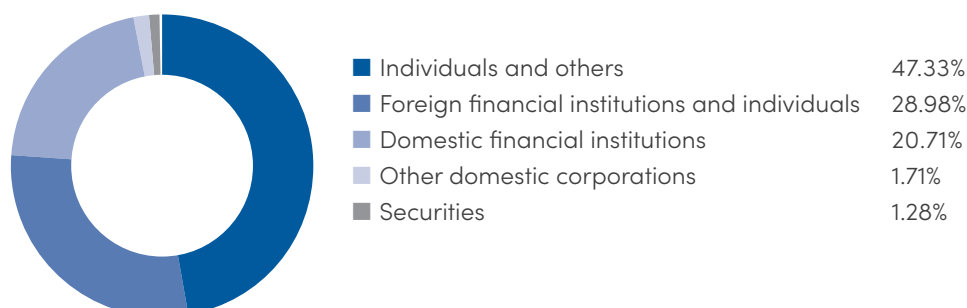 Individuals and others 47.33%
Foreign financial institutions and individuals 28.98%
Domestic financial institutions 20.71%
Other domestic corporations 1.71%
Securities 1.28%